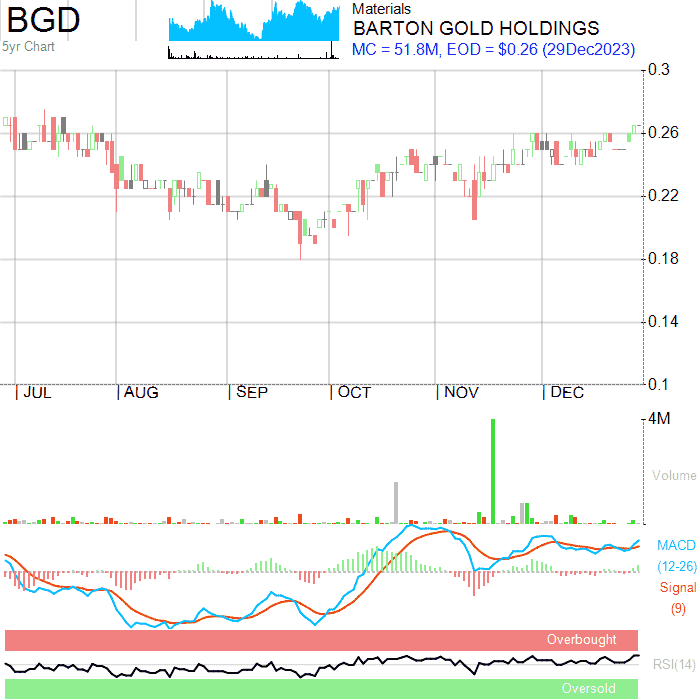 BGD
5yr Chart
Materials
BARTON GOLD HOLDINGS
MC = 51.8M, EOD = $0.26 (29Dec2023)
0.3
0.26
0.22
0.18
0.14
0.1
JUL AUG SEP OCT NOV DEC
4M
Volume
MACD
(12-26)
Signal
(9)
Overbought
RSI(14)
Oversold